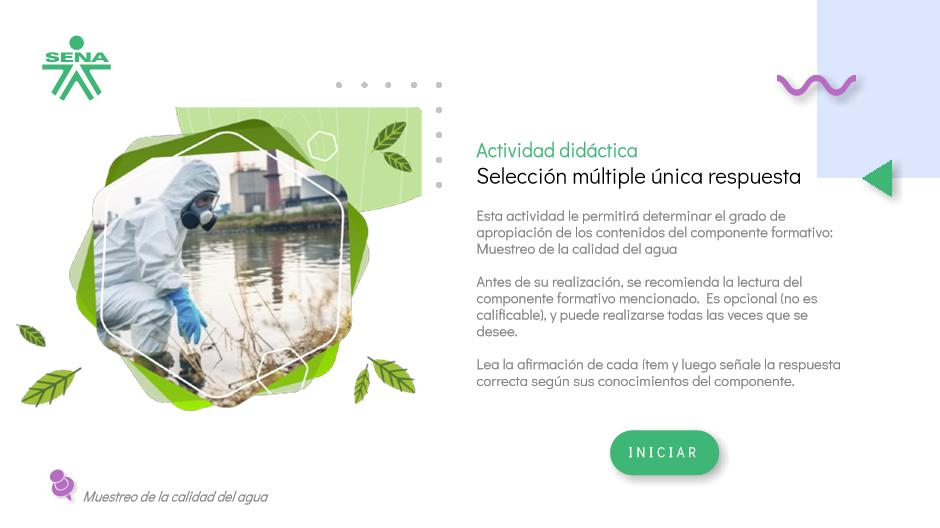 SENA
Actividad didáctica
Selección múltiple única respuesta
Esta actividad le permitirá determinar el grado de
apropiación de los contenidos del componente formativo:
Muestreo de la calidad del agua
Antes de su realización, se recomienda la lectura del
componente formativo mencionado. Es opcional (no es
calificable), y puede realizarse todas las veces que se
desee.
Lea la afirmación de cada ítem y luego señale la respuesta
correcta según sus conocimientos del componente.
INICIAR
Muestreo de la calidad del agua